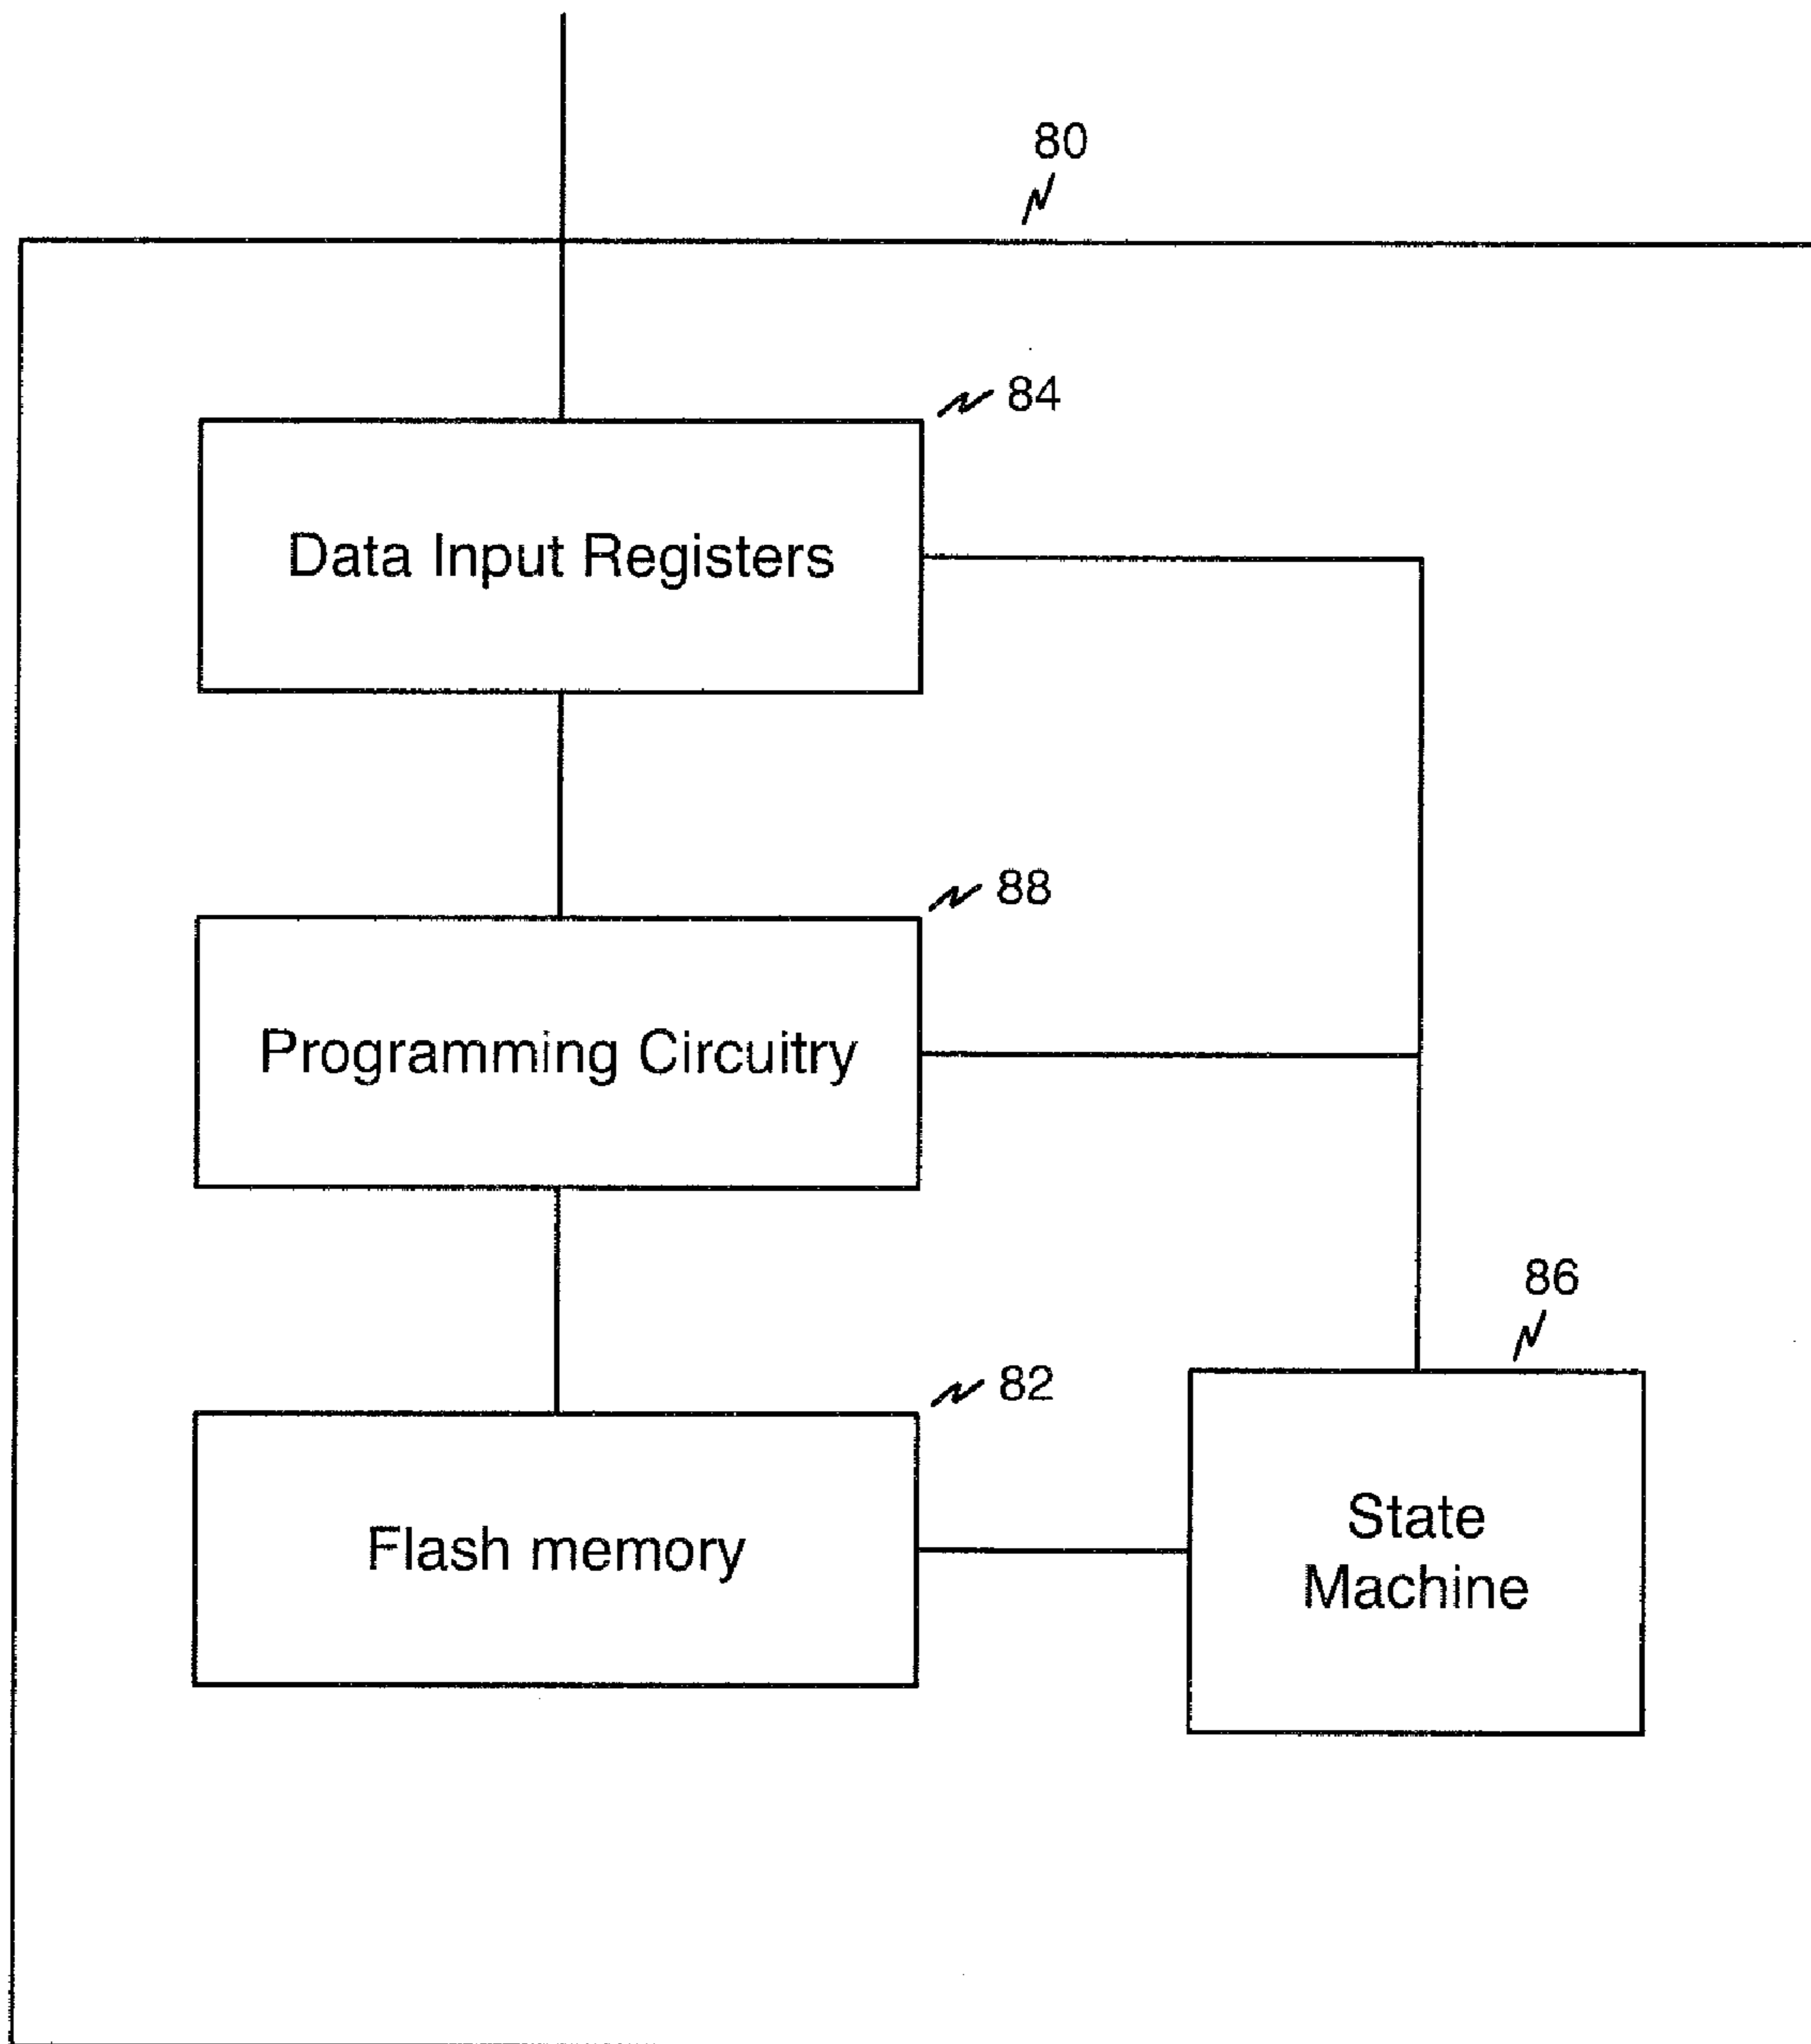 80
84
Data Input Registers
88
Programming Circuitry
86
82
Flash memory
State
Machine